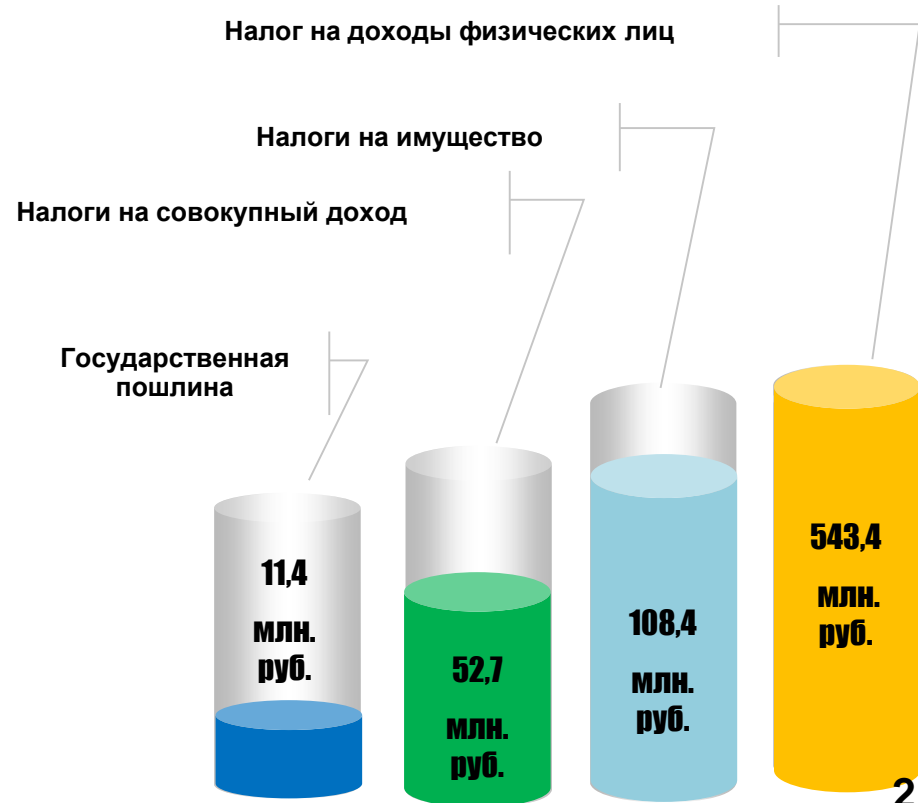 Налог на доходы физических лиц
Налоги на имущество
Налоги на совокупный доход
Государственная
пошлина
11,4
млн.
руб.
52,7
млн.
руб.
108,4
млн.
руб.
543,4
млн.
руб.
2